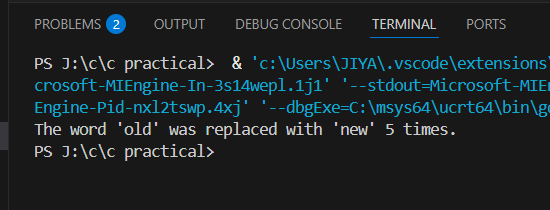 PROBLEMS 2 OUTPUT DEBUG CONSOLE TERMINAL PORTS
PS J:\c\c practical>  & 'c:\Users\JIYA\.vscode\extensions\
crosoft-MIEngine-In-3s14wepl.1j1' '--stdout=Microsoft-MIEn
Engine-Pid-nxl2tswp.4xj' '--dbgExe=C:\msys64\ucrt64\bin\g
The word 'old' was replaced with 'new' 5 times.
PS J:\c\c practical>